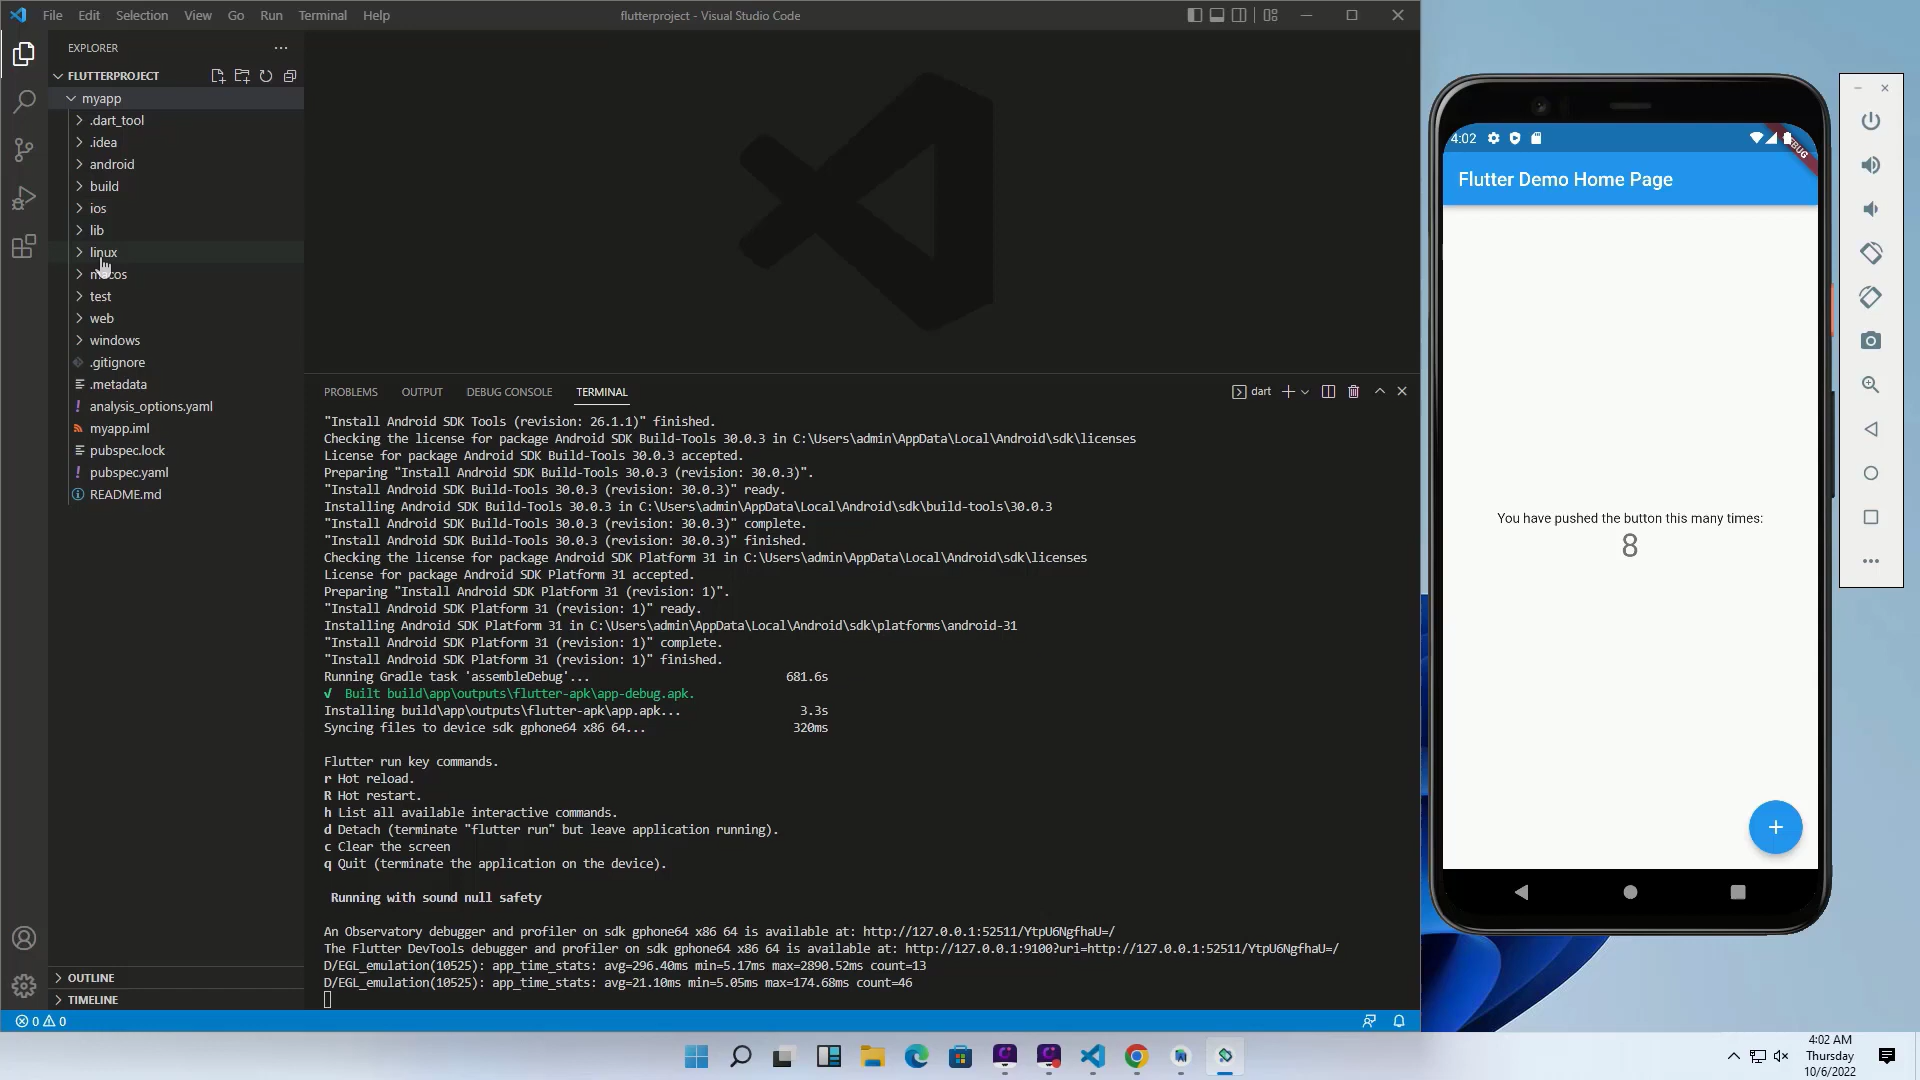 File Edit Selection View Go Run Terminal Help
flutterproject - Visual Studio Code
EXPLORER
FLUTTERPROJECT
myapp
.dart_tool
.idea
android
build
ios
lib
linux
macos
test
web
windows
.gitignore
.metadata
analysis_options.yaml
myapp.iml
pubspec.lock
pubspec.yaml
README.md
OUTLINE
TIMELINE
0 0
PROBLEMS OUTPUT DEBUG CONSOLE TERMINAL
dart
"Install Android SDK Tools (revision: 26.1.1)" finished.
Checking the license for package Android SDK Build-Tools 30.0.3 in C:\Users\admin\AppData\Local\Android\sdk\licenses
License for package Android SDK Build-Tools 30.0.3 accepted.
Preparing "Install Android SDK Build-Tools 30.0.3 (revision: 30.0.3)".
"Install Android SDK Build-Tools 30.0.3 (revision: 30.0.3)" ready.
Installing Android SDK Build-Tools 30.0.3 in C:\Users\admin\AppData\Local\Android\sdk\build-tools\30.0.3
"Install Android SDK Build-Tools 30.0.3 (revision: 30.0.3)" complete.
"Install Android SDK Build-Tools 30.0.3 (revision: 30.0.3)" finished.
Checking the license for package Android SDK Platform 31 in C:\Users\admin\AppData\Local\Android\sdk\licenses
License for package Android SDK Platform 31 accepted.
Preparing "Install Android SDK Platform 31 (revision: 1)".
"Install Android SDK Platform 31 (revision: 1)" ready.
Installing Android SDK Platform 31 in C:\Users\admin\AppData\Local\Android\sdk\platforms\android-31
"Install Android SDK Platform 31 (revision: 1)" complete.
"Install Android SDK Platform 31 (revision: 1)" finished.
Running Gradle task 'assembleDebug'... 681.6s
√ Built build\app\outputs\flutter-apk\app-debug.apk.
Installing build\app\outputs\flutter-apk\app.apk... 3.3s
Syncing files to device sdk gphone64 x86 64... 320ms
Flutter run key commands.
r Hot reload.
R Hot restart.
h List all available interactive commands.
d Detach (terminate "flutter run" but leave application running).
c Clear the screen
q Quit (terminate the application on the device).
Running with sound null safety
An Observatory debugger and profiler on sdk gphone64 x86 64 is available at: http://127.0.0.1:52511/YtpU6NgfhaU=/
The Flutter DevTools debugger and profiler on sdk gphone64 x86 64 is available at: http://127.0.0.1:9100?uri=http://127.0.0.1:52511/YtpU6NgfhaU=/
D/EGL_emulation(10525): app_time_stats: avg=296.40ms min=5.17ms max=2890.52ms count=13
D/EGL_emulation(10525): app_time_stats: avg=21.10ms min=5.05ms max=174.68ms count=46
4:02
Flutter Demo Home Page
You have pushed the button this many times:
8
4:02 AM
Thursday
10/6/2022